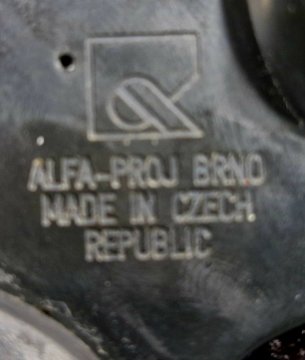 ALFA-PROJ BRNO
MADE IN CZECH
REPUBLIC